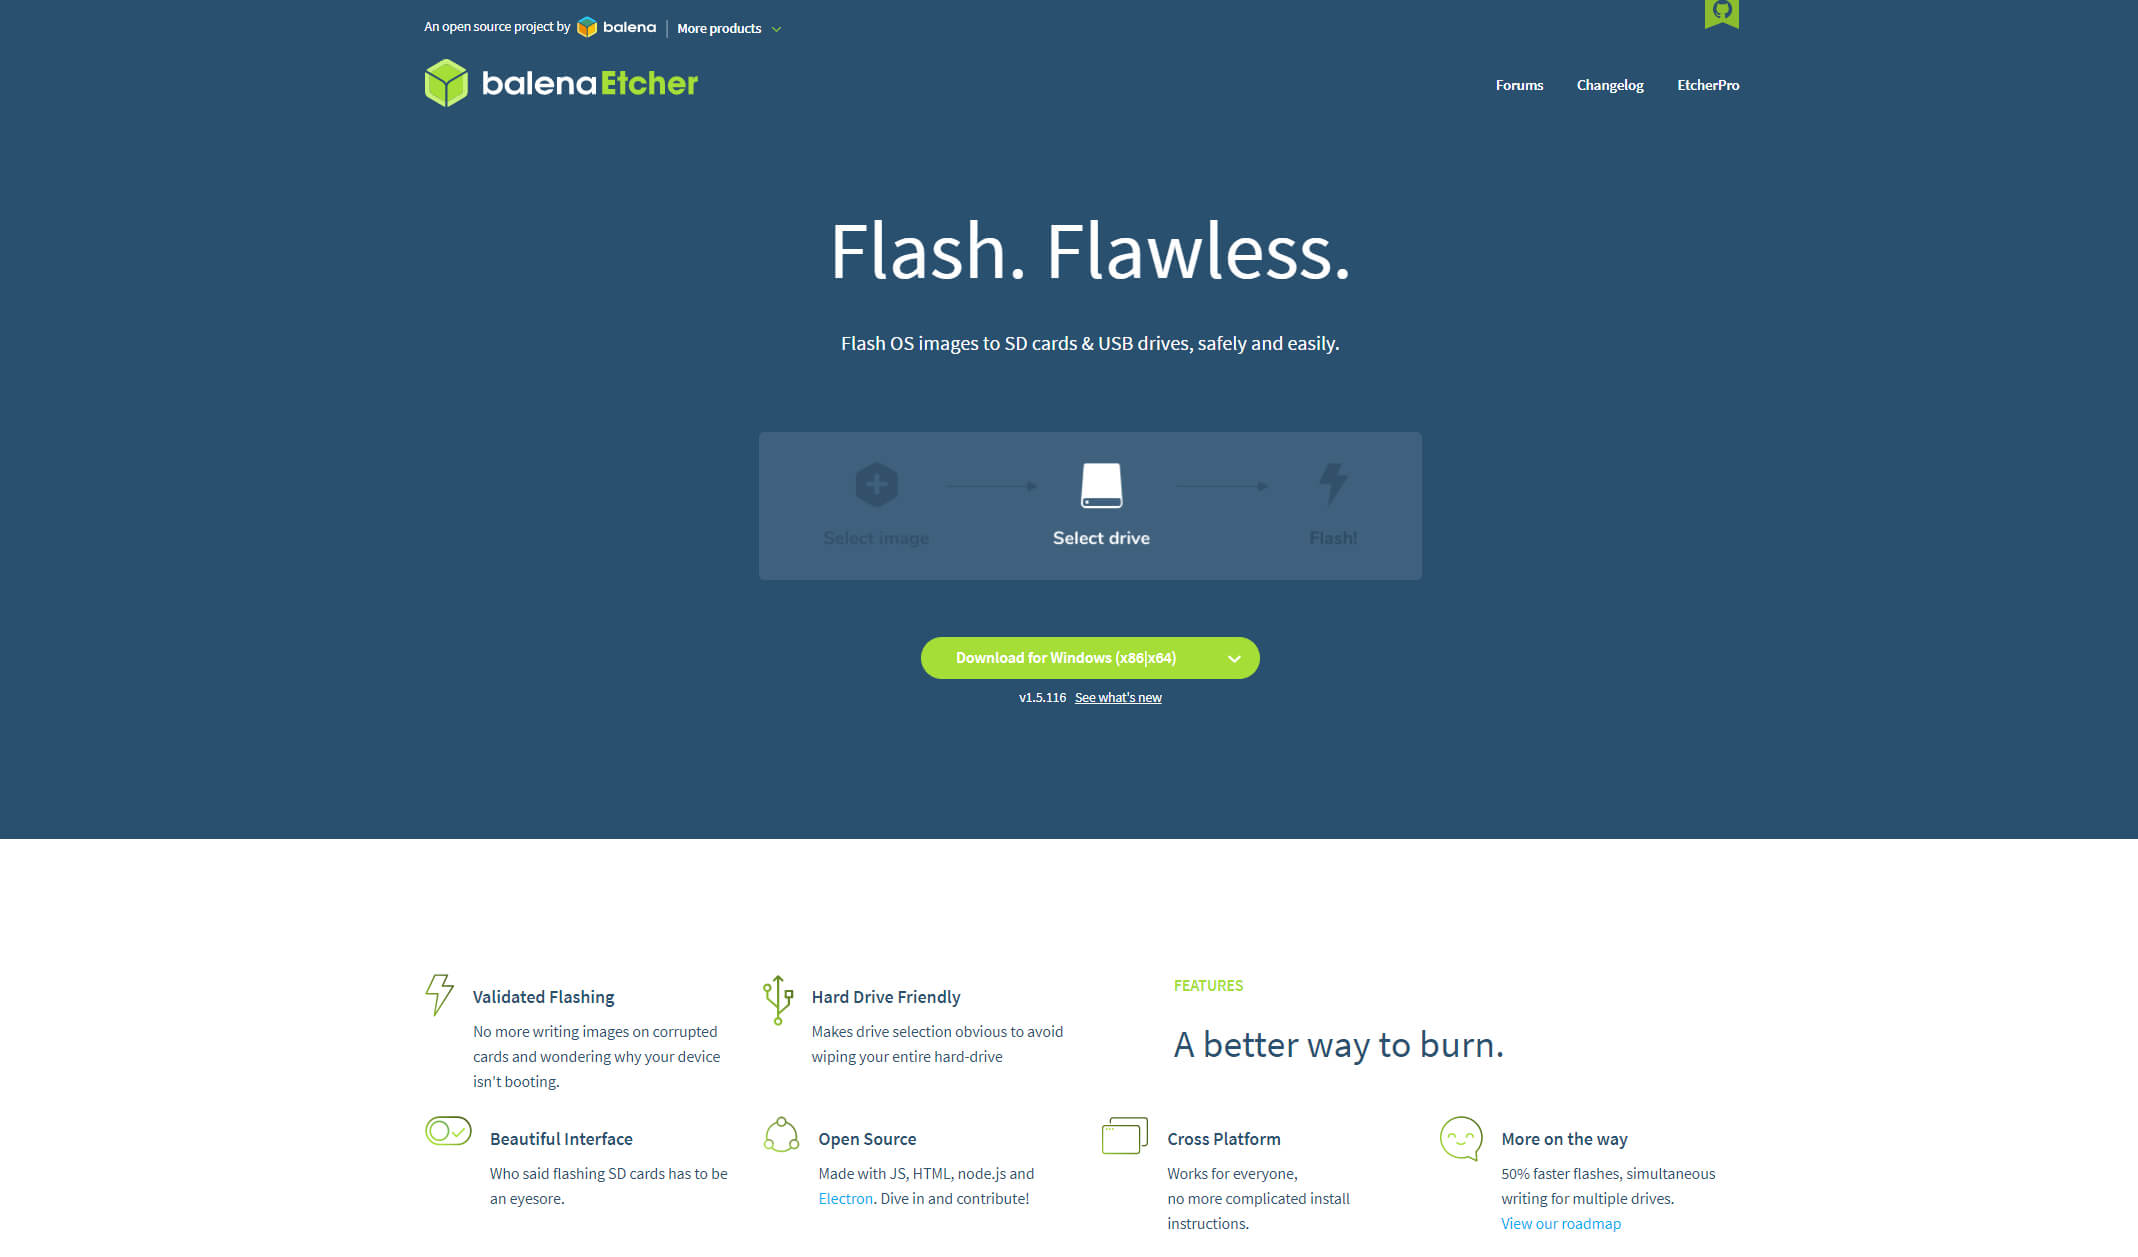 An open source project by balena | More products
balenaEtcher
Forums Changelog EtcherPro
Flash. Flawless.
Flash OS images to SD cards & USB drives, safely and easily.
Select image Select drive Flash!
Download for Windows (x86|x64)
v1.5.116 See what's new
Validated Flashing
No more writing images on corrupted
cards and wondering why your device
isn't booting.
Hard Drive Friendly
Makes drive selection obvious to avoid
wiping your entire hard-drive
FEATURES
A better way to burn.
Beautiful Interface
Who said flashing SD cards has to be
an eyesore.
Open Source
Made with JS, HTML, node.js and
Electron. Dive in and contribute!
Cross Platform
Works for everyone,
no more complicated install
instructions.
More on the way
50% faster flashes, simultaneous
writing for multiple drives.
View our roadmap